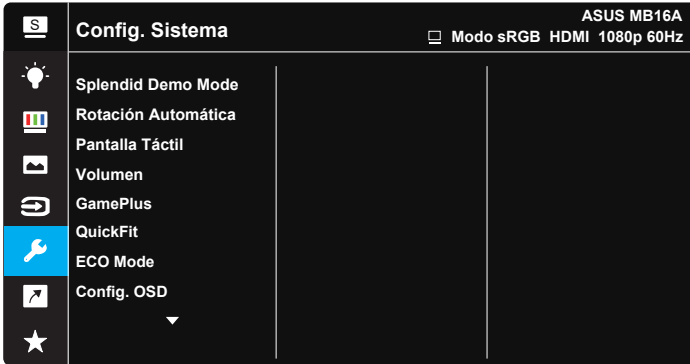 S
Config. Sistema
ASUS MB16A
Modo sRGB HDMI 1080p 60Hz
Splendid Demo Mode
Rotación Automática
Pantalla Táctil
Volumen
GamePlus
QuickFit
ECO Mode
Config. OSD